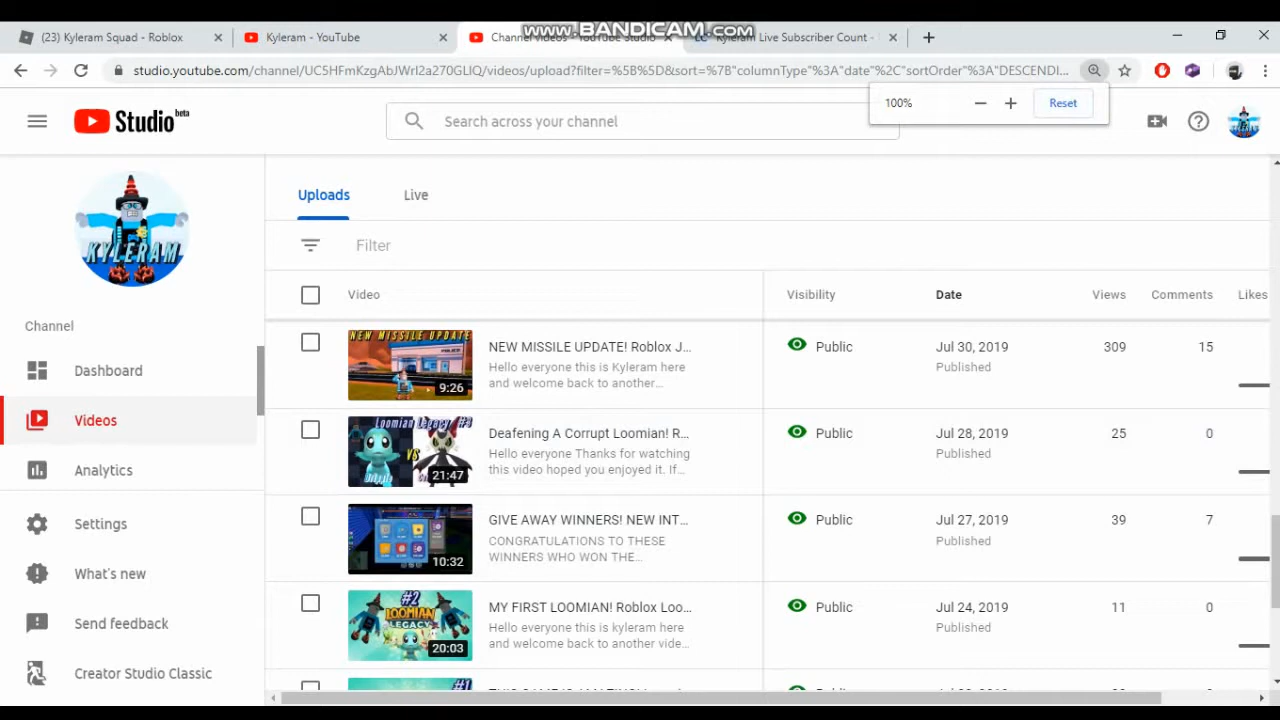 www.BANDICAM.com
(23) Kyleram Squad - Roblox
Kyleram - YouTube
Channel videos - YouTube Studio
Kyleram Live Subscriber Count -
studio.youtube.com/channel/UC5HFmKzgAbJWrl2a270GLIQ/videos/upload?filter=%5B%5D&sort=%7B"columnType"%3A"date"%2C"sortOrder"%3A"DESCENDI...
100%
Reset
Studio beta
Search across your channel
KYLERAM
Channel
Dashboard
Videos
Analytics
Settings
What's new
Send feedback
Creator Studio Classic
Uploads
Live
Filter
Video
Visibility
Date
Views
Comments
Likes
NEW MISSILE UPDATE
9:26
NEW MISSILE UPDATE! Roblox J...
Hello everyone this is Kyleram here
and welcome back to another...
Public
Jul 30, 2019
Published
309
15
Loomian Legacy #3
VS
21:47
Deafening A Corrupt Loomian! R...
Hello everyone Thanks for watching
this video hoped you enjoyed it. If...
Public
Jul 28, 2019
Published
25
0
10:32
GIVE AWAY WINNERS! NEW INT...
CONGRATULATIONS TO THESE
WINNERS WHO WON THE...
Public
Jul 27, 2019
Published
39
7
#2
LOOMIAN
LEGACY
20:03
MY FIRST LOOMIAN! Roblox Loo...
Hello everyone this is kyleram here
and welcome back to another vide...
Public
Jul 24, 2019
Published
11
0
#1